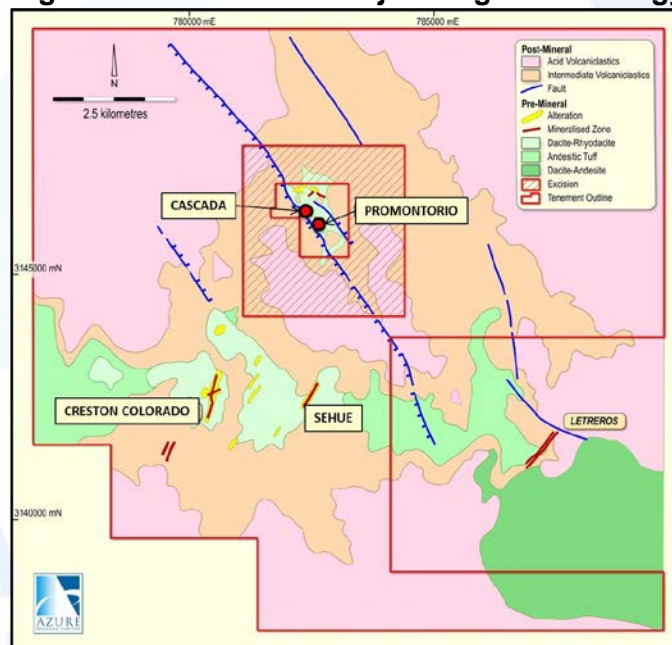 780000 mE
785000 mE
N
2.5 kilometres
Post-Mineral
Acid Volcaniclastics
Intermediate Volcaniclastics
Fault
Pre-Mineral
Alteration
Mineralised Zone
Dacite-Rhyodacite
Andesitic Tuff
Dacite-Andesite
Excision
Tenement Outline
CASCADA
PROMONTORIO
3145000 mN
CRESTON COLORADO
SEHUE
LETREROS
3140000 mN
AZURE